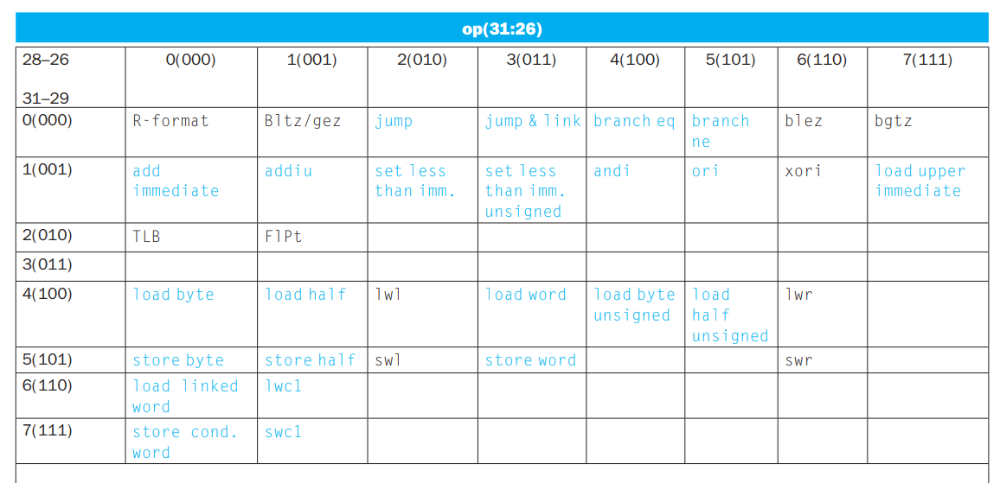 op(31:26)
28–26 0(000) 1(001) 2(010) 3(011) 4(100) 5(101) 6(110) 7(111)
31–29
0(000) R-format Bltz/gez jump jump & link branch eq branch blez bgtz
ne
1(001) add addiu set less set less andi ori xori load upper
immediate than imm. than imm. immediate
unsigned
2(010) TLB FlPt
3(011)
4(100) load byte load half lwl load word load byte load lwr
unsigned half
unsigned
5(101) store byte store half swl store word swr
6(110) load linked lwc1
word
7(111) store cond. swc1
word